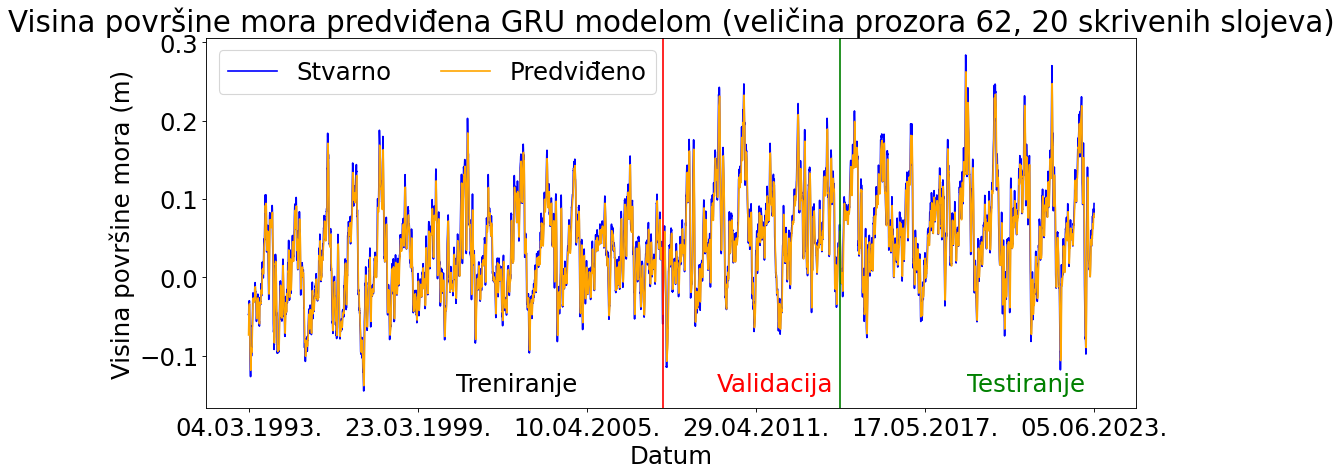 Visina površine mora predviđena GRU modelom (veličina prozora 62, 20 skrivenih slojeva)
Visina površine mora (m)
0.3
0.2
0.1
0.0
−0.1
Stvarno
Predviđeno
Treniranje
Validacija
Testiranje
04.03.1993. 23.03.1999. 10.04.2005. 29.04.2011. 17.05.2017. 05.06.2023.
Datum